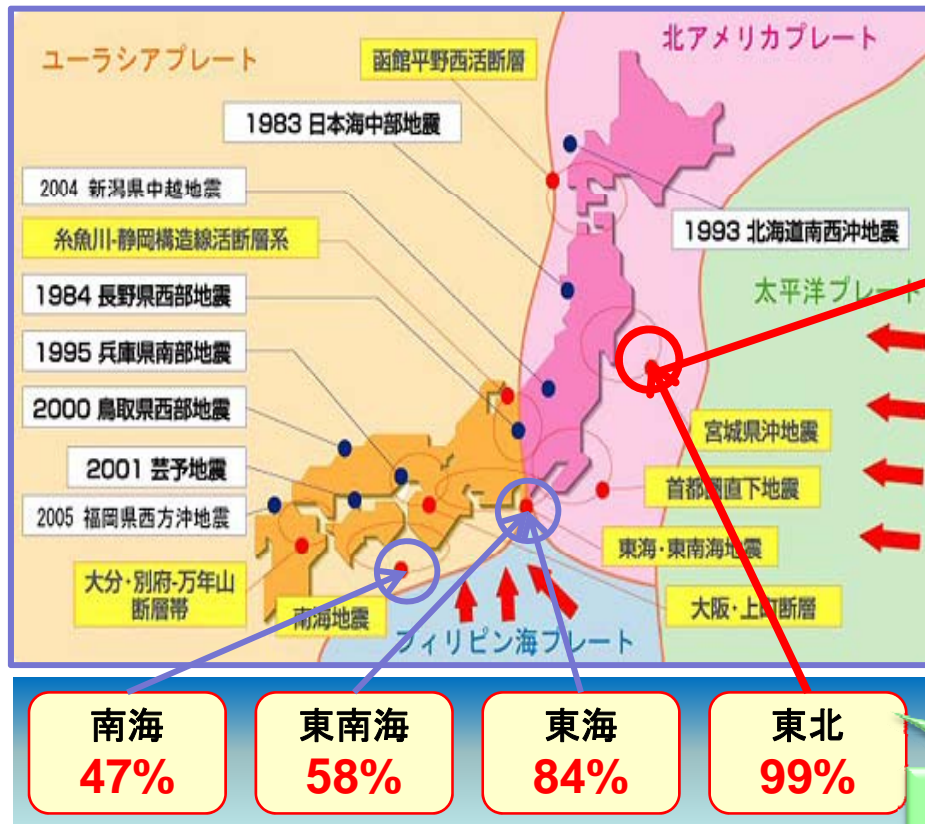 ユーラシアプレート
北アメリカプレート
函館平野西活断層
1983 日本海中部地震
2004 新潟県中越地震
糸魚川-静岡構造線活断層系
1993 北海道南西沖地震
1984 長野県西部地震
太平洋プレート
1995 兵庫県南部地震
2000 鳥取県西部地震
宮城県沖地震
2001 芸予地震
首都圏直下地震
2005 福岡県西方沖地震
東海・東南海地震
大分・別府-万年山
断層帯
南海地震
大阪・上町断層
フィリピン海プレート
南海
47%
東南海
58%
東海
84%
東北
99%